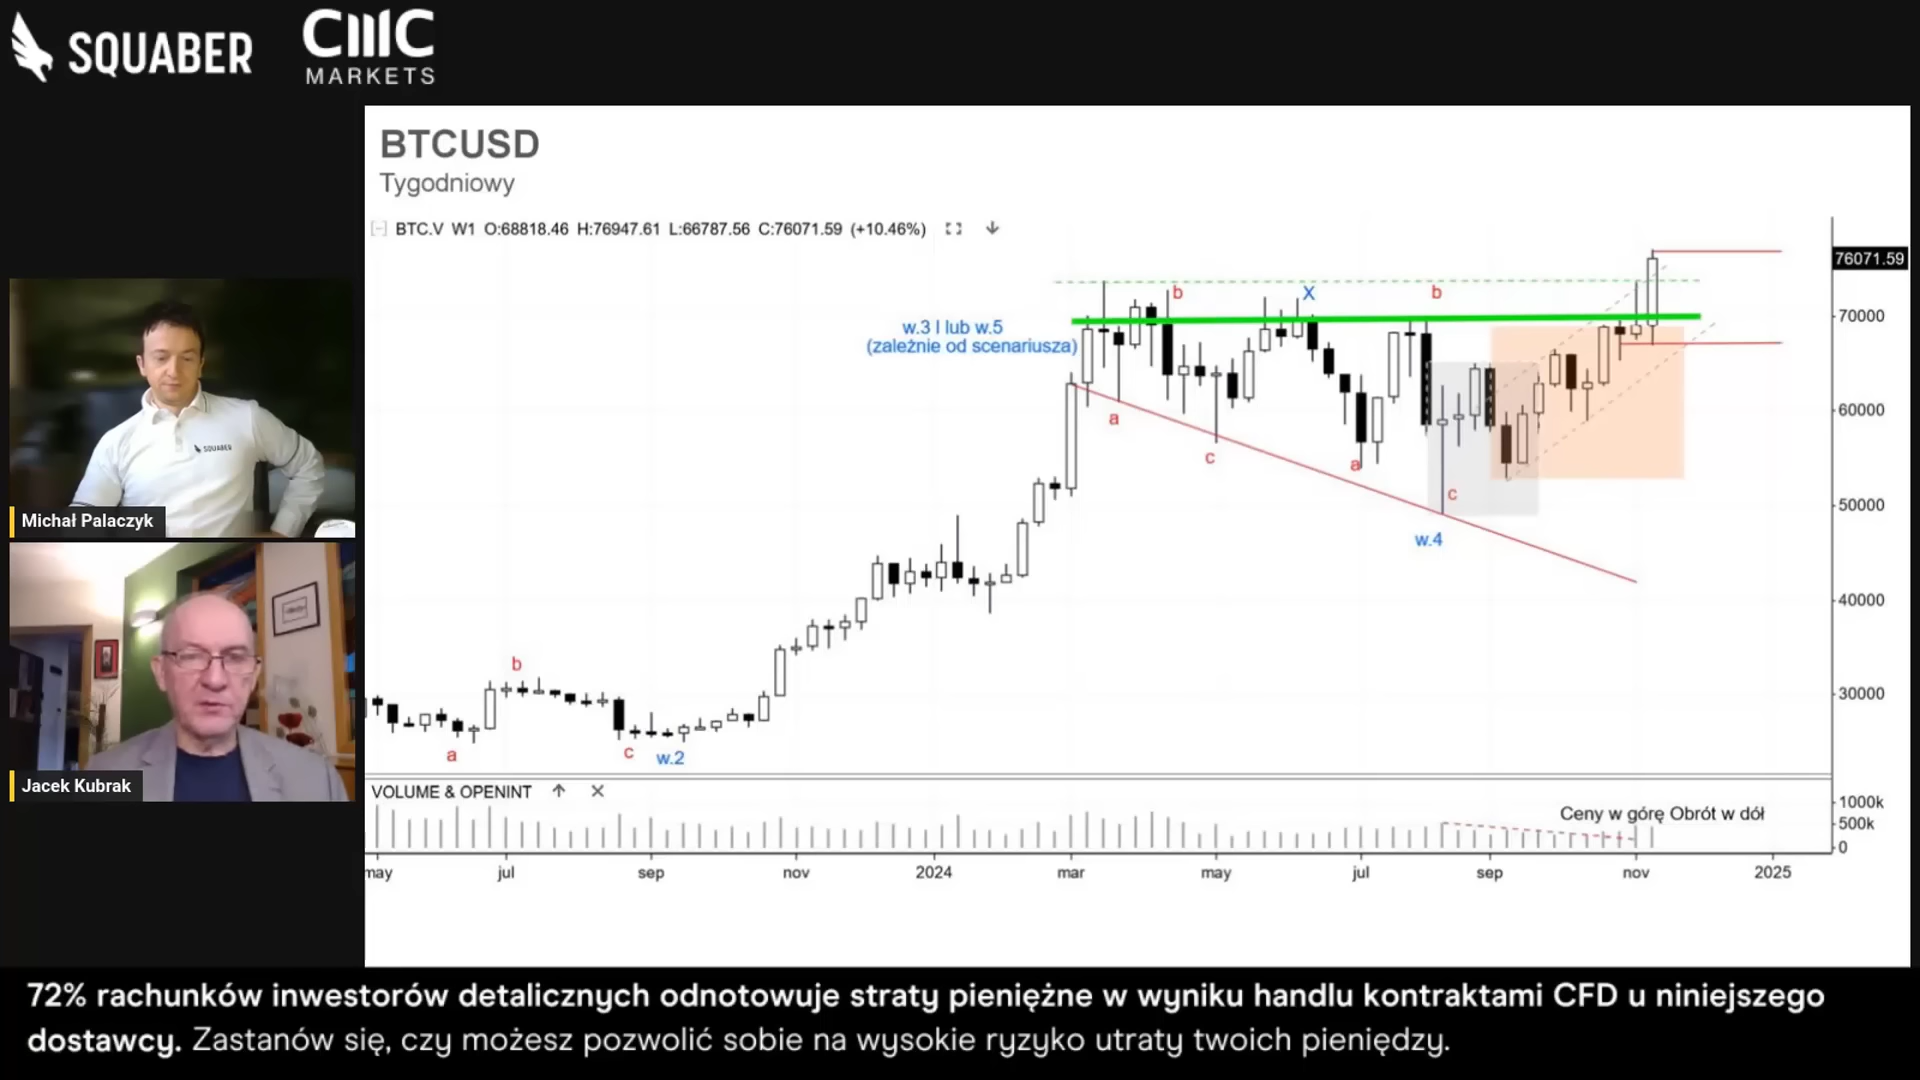 SQUABER
CMC
MARKETS
BTCUSD
Tygodniowy
BTC.V W1 O:68818.46 H:76947.61 L:66787.56 C:76071.59 (+10.46%)
76071.59
b
X
b
w.3 I lub w.5
(zależnie od scenariusza)
70000
60000
a
c
a
c
50000
w.4
40000
b
30000
a
c
w.2
SQUABER
Michał Palaczyk
Jacek Kubrak
VOLUME & OPENINT
Ceny w górę Obrót w dół
1000k
500k
0
may
jul
sep
nov
2024
mar
may
jul
sep
nov
2025
72% rachunków inwestorów detalicznych odnotowuje straty pieniężne w wyniku handlu kontraktami CFD u niniejszego
dostawcy. Zastanów się, czy możesz pozwolić sobie na wysokie ryzyko utraty twoich pieniędzy.